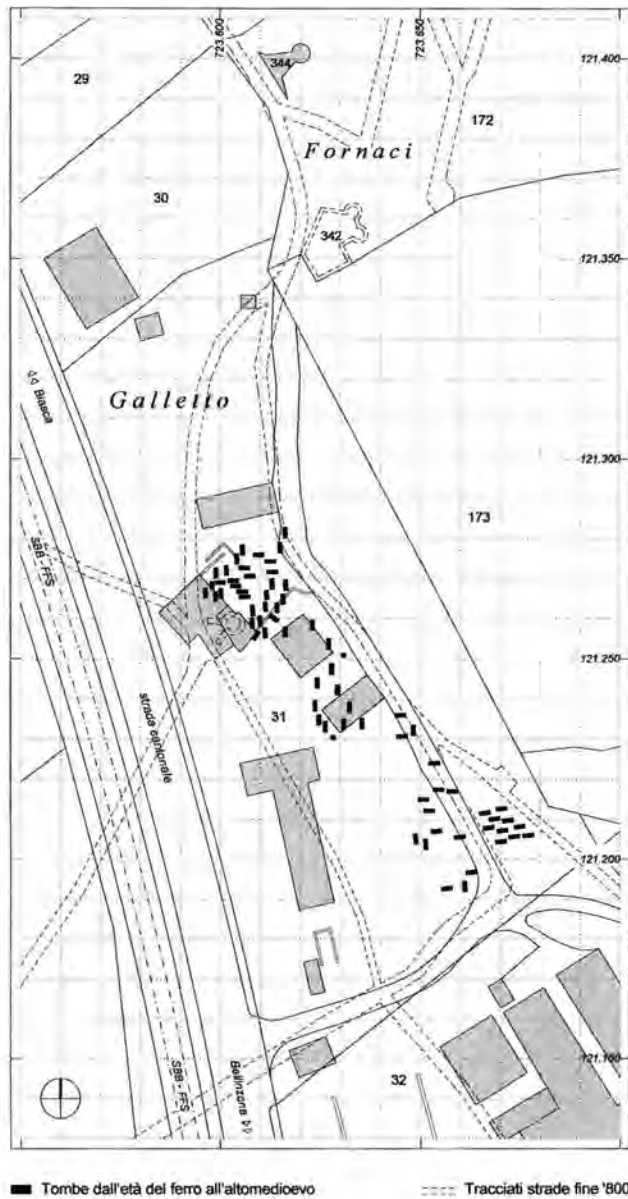 723.600
723.650
344
121.400
29
172
Fornaci
30
342
121.350
Biasca
Galletto
121.300
173
SBB - FFS
121.250
31
strada cantonale
121.200
121.100
SBB - FFS
Bellinzona
32
Tombe dall'età del ferro all'altomedioevo
Tracciati strade fine '800